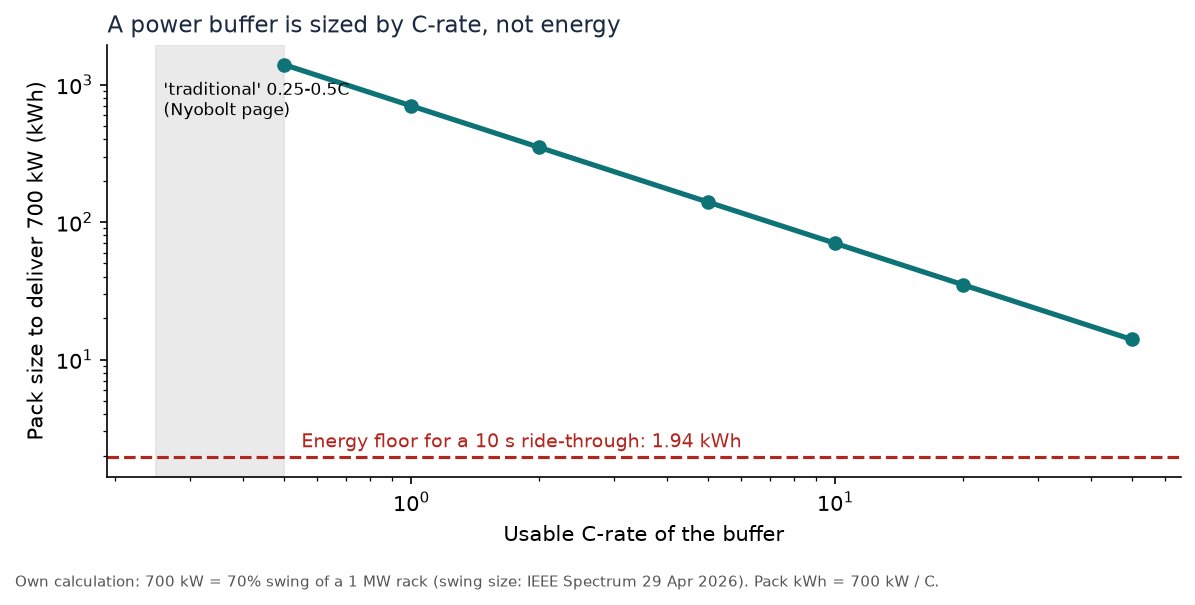 A power buffer is sized by C-rate, not energy
Pack size to deliver 700 kW (kWh)
10³
10²
10¹
'traditional' 0.25-0.5C
(Nyobolt page)
Energy floor for a 10 s ride-through: 1.94 kWh
10⁰
10¹
Usable C-rate of the buffer
Own calculation: 700 kW = 70% swing of a 1 MW rack (swing size: IEEE Spectrum 29 Apr 2026). Pack kWh = 700 kW / C.